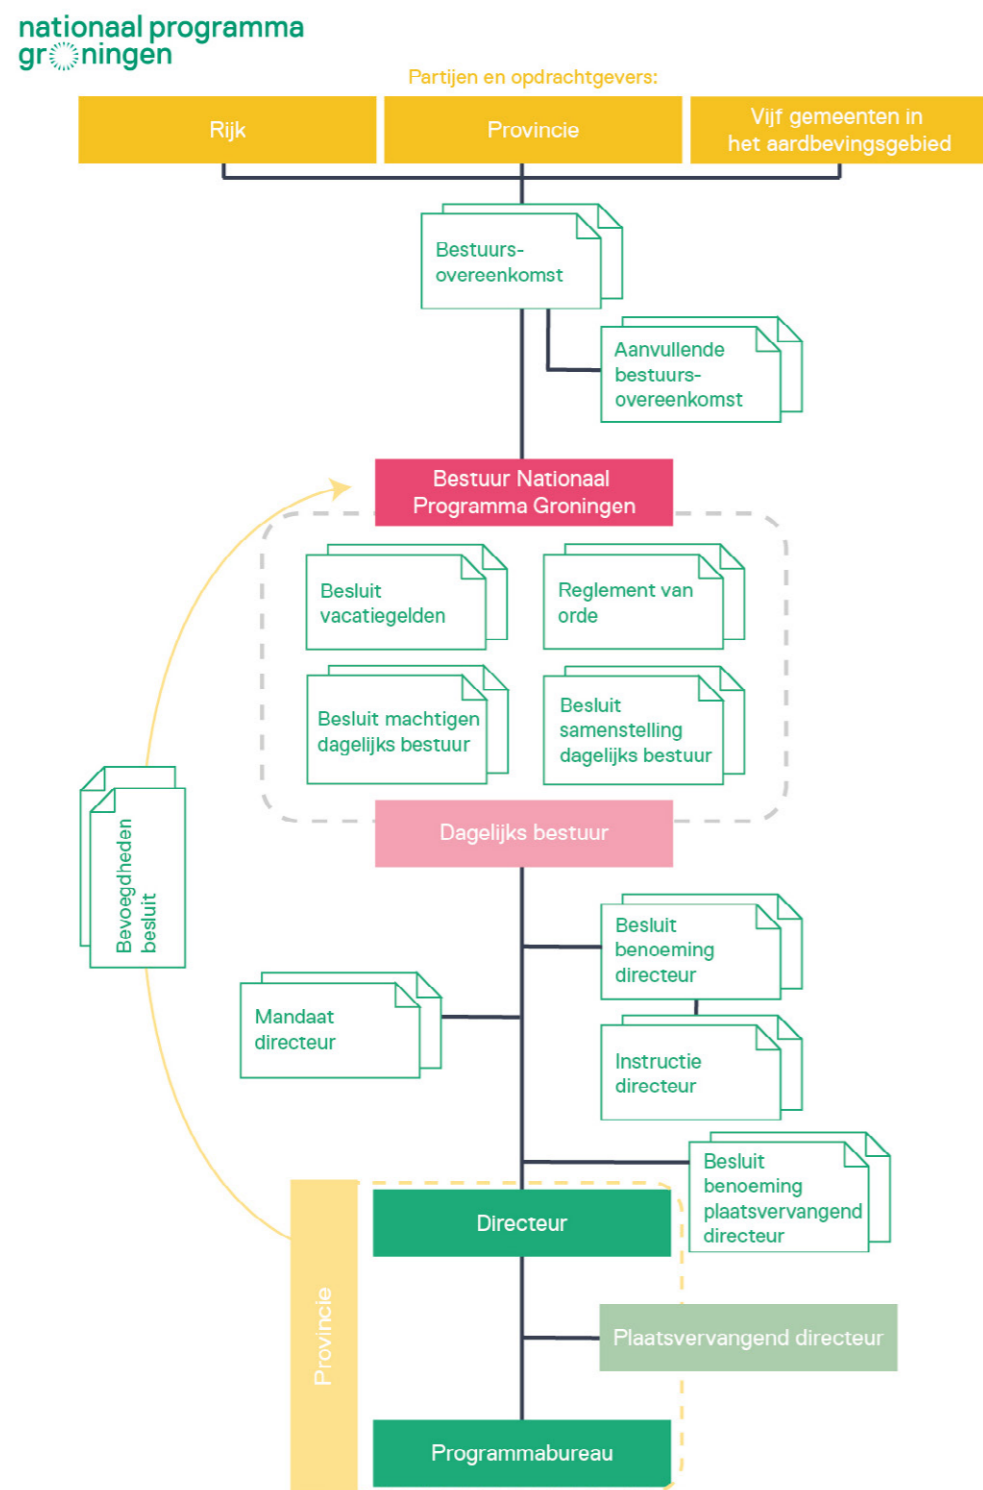 nationaal programma
groningen
Partijen en opdrachtgevers:
Rijk
Provincie
Vijf gemeenten in
het aardbevingsgebied
Bestuurs-
overeenkomst
Aanvullende
bestuurs-
overeenkomst
Bestuur Nationaal
Programma Groningen
Besluit
vacatiegelden
Reglement van
orde
Besluit machtigen
dagelijks bestuur
Besluit
samenstelling
dagelijks bestuur
Dagelijks bestuur
Bevoegdheden
besluit
Besluit
benoeming
directeur
Mandaat
directeur
Instructie
directeur
Besluit
benoeming
plaatsvervangend
directeur
Directeur
Provincie
Plaatsvervangend directeur
Programmabureau